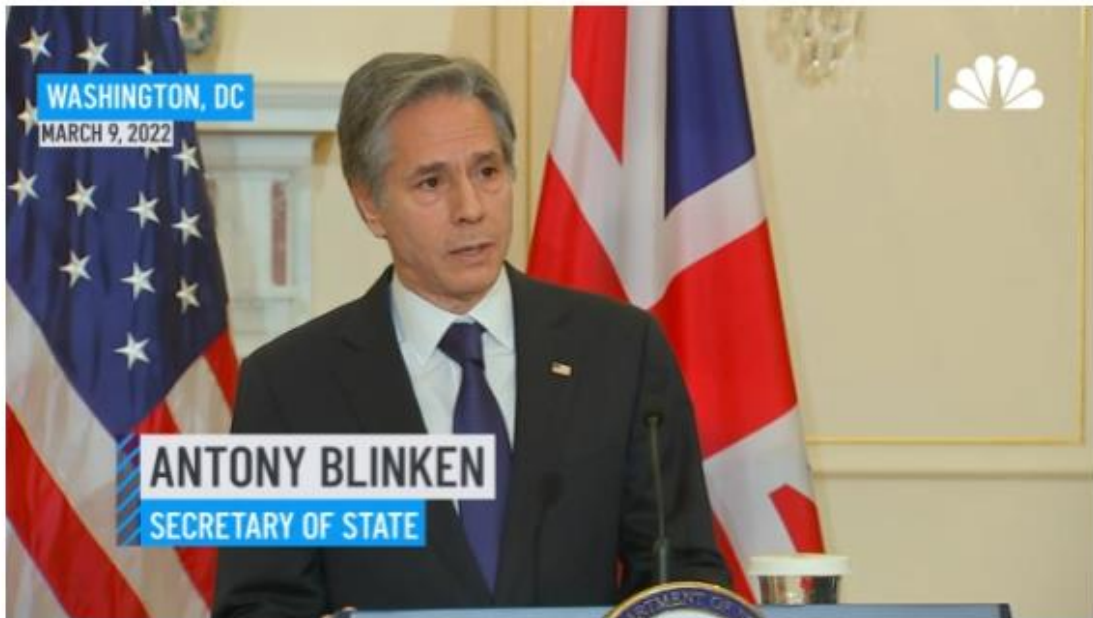 WASHINGTON, DC
MARCH 9, 2022
ANTONY BLINKEN
SECRETARY OF STATE